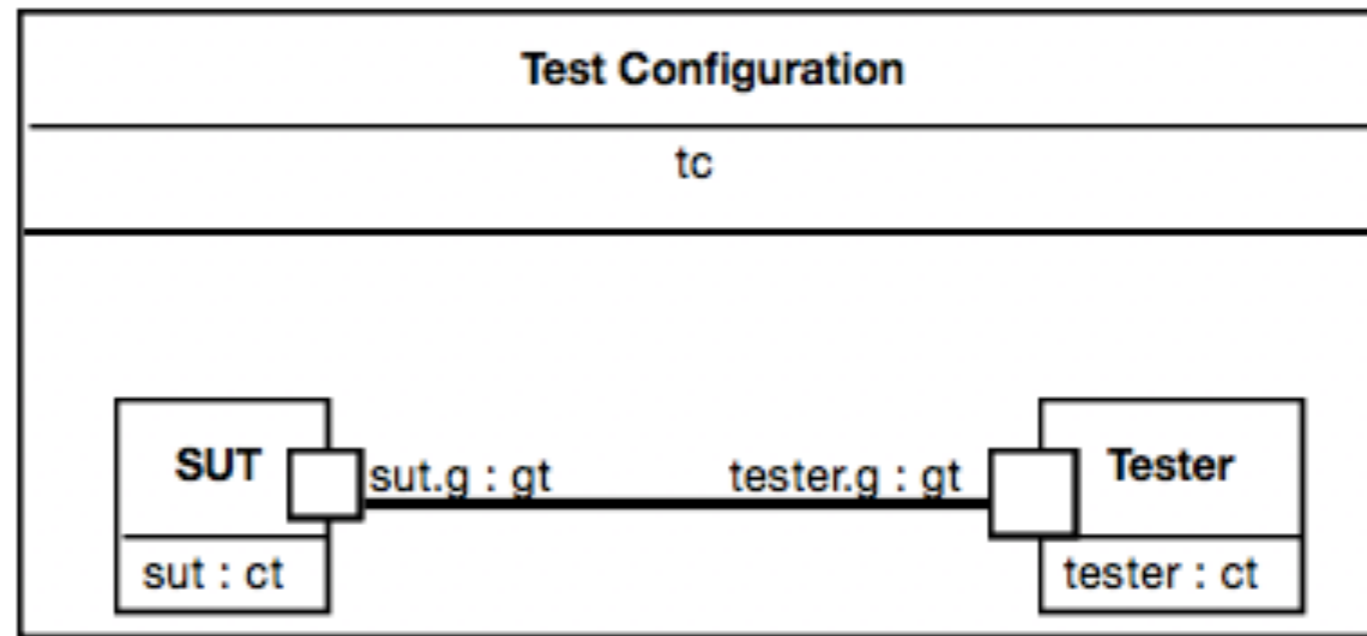 Test Configuration
tc
SUT
sut.g : gt
tester.g : gt
Tester
sut : ct
tester : ct